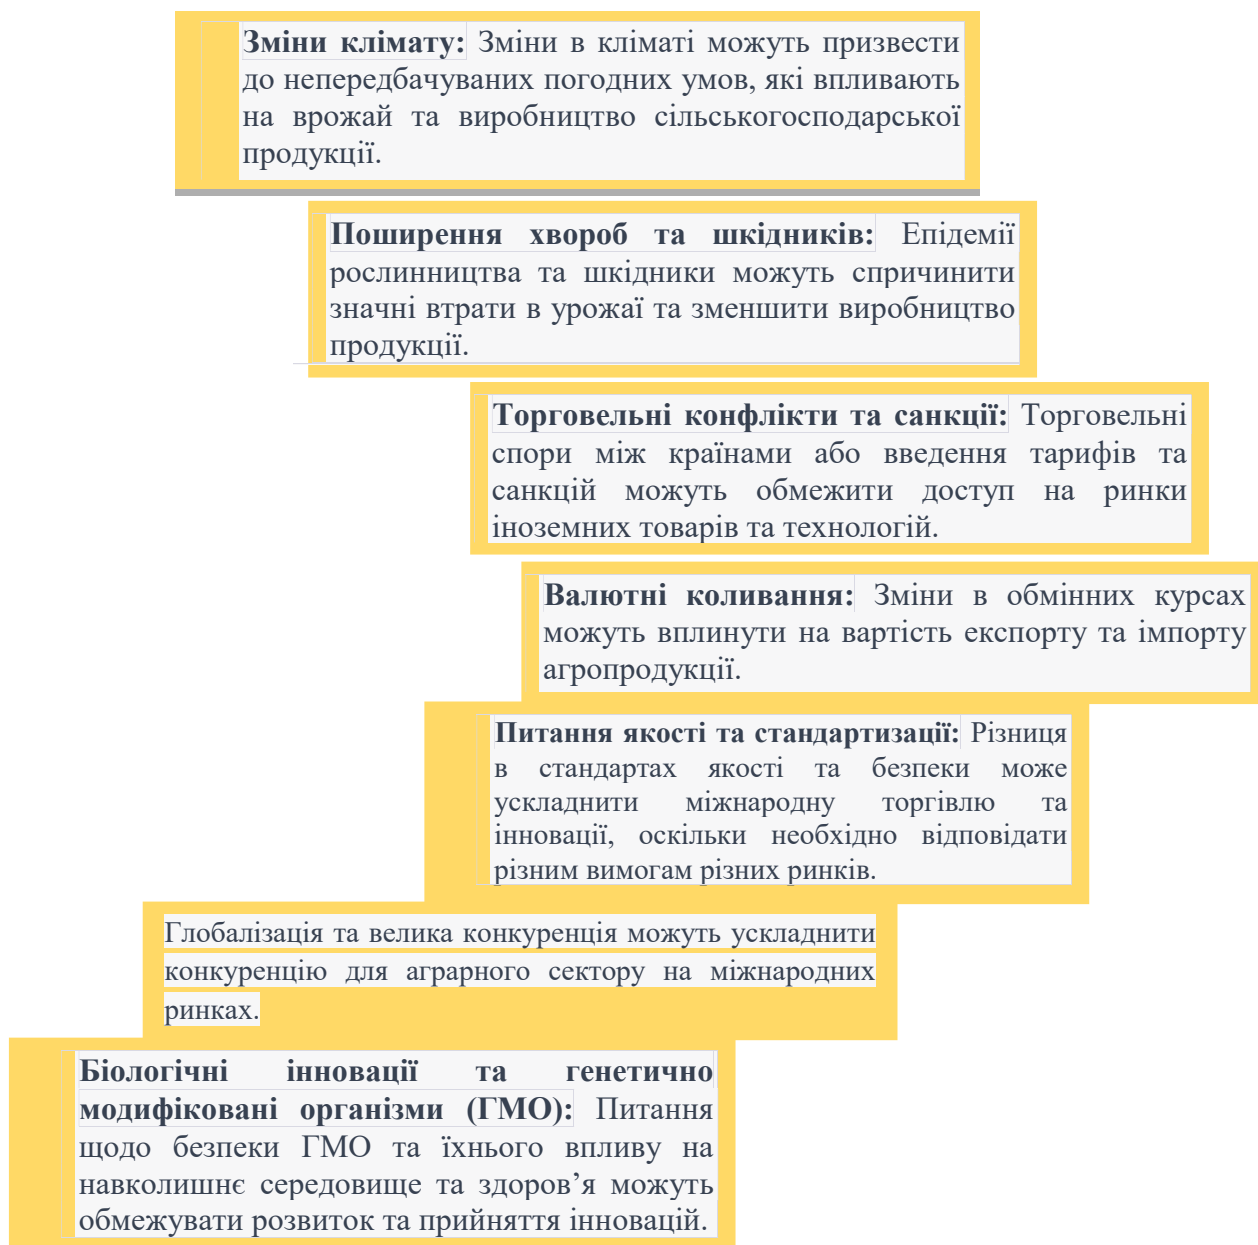 Зміни клімату: Зміни в кліматі можуть призвести
до непередбачуваних погодних умов, які впливають
на врожай та виробництво сільськогосподарської
продукції.
Поширення хвороб та шкідників: Епідемії
рослинництва та шкідники можуть спричинити
значні втрати в урожаї та зменшити виробництво
продукції.
Торговельні конфлікти та санкції: Торговельні
спори між країнами або введення тарифів та
санкцій можуть обмежити доступ на ринки
іноземних товарів та технологій.
Валютні коливання: Зміни в обмінних курсах
можуть вплинути на вартість експорту та імпорту
агропродукції.
Питання якості та стандартизації: Різниця
в стандартах якості та безпеки може
ускладнити міжнародну торгівлю та
інновації, оскільки необхідно відповідати
різним вимогам різних ринків.
Глобалізація та велика конкуренція можуть ускладнити
конкуренцію для аграрного сектору на міжнародних
ринках.
Біологічні інновації та генетично
модифіковані організми (ГМО): Питання
щодо безпеки ГМО та їхнього впливу на
навколишнє середовище та здоров’я можуть
обмежувати розвиток та прийняття інновацій.